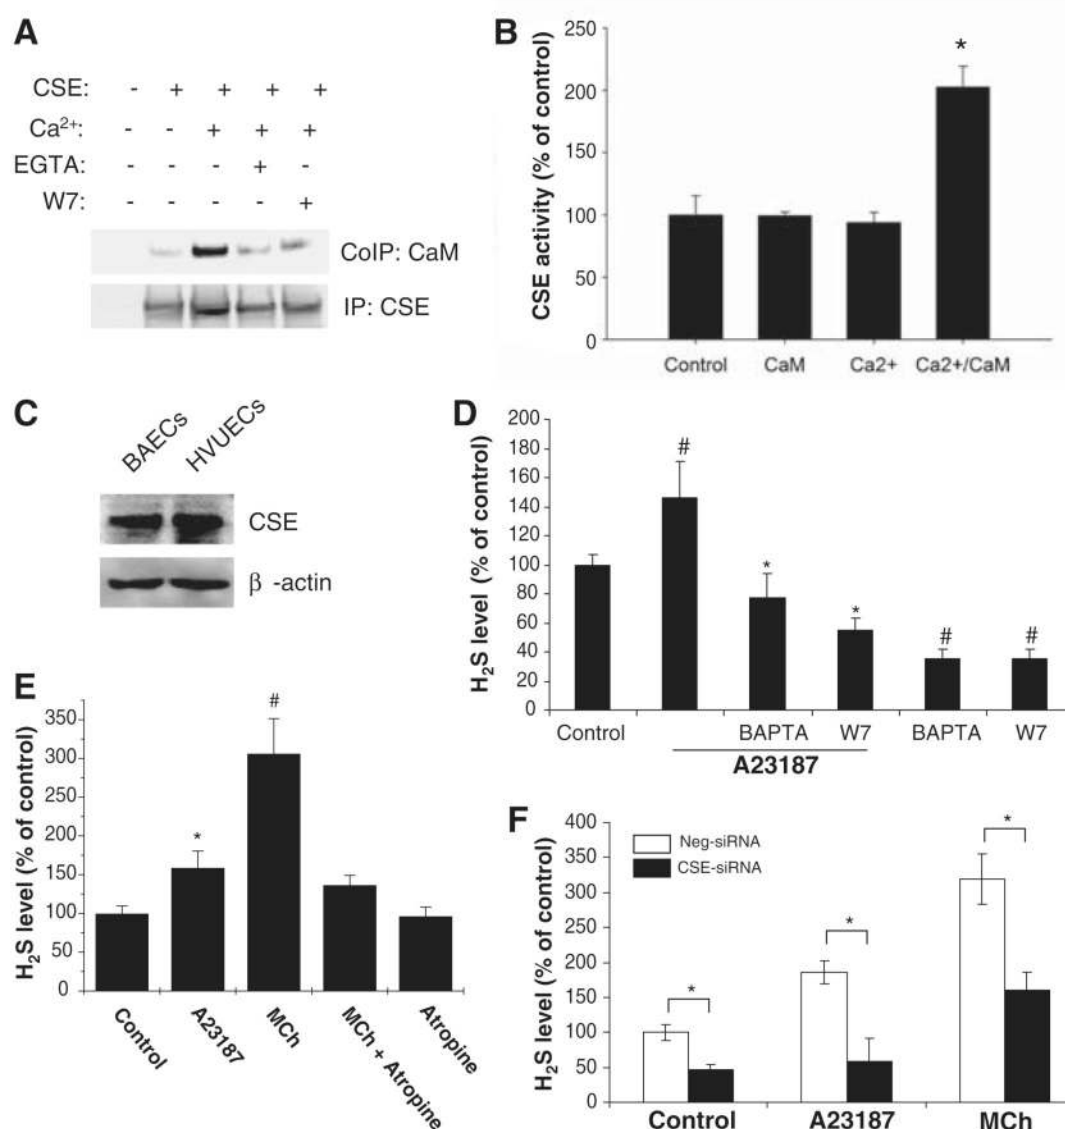 A
CSE: - + + + +
Ca²⁺: - - + + +
EGTA: - - - + -
W7: - - - - +
CoIP: CaM
IP: CSE
B
CSE activity (% of control)
250
200
150
100
50
0
*
Control CaM Ca2+ Ca2+/CaM
C
BAECs HVUECs
CSE
β -actin
D
H₂S level (% of control)
200
180
160
140
120
100
80
60
40
20
0
# * * # #
Control BAPTA W7 BAPTA W7
A23187
E
H₂S level (% of control)
350
300
250
200
150
100
50
0
* #
Control A23187 MCh MCh + Atropine Atropine
F
H₂S level (% of control)
400
350
300
250
200
150
100
50
0
Neg-siRNA
CSE-siRNA
* * *
Control A23187 MCh